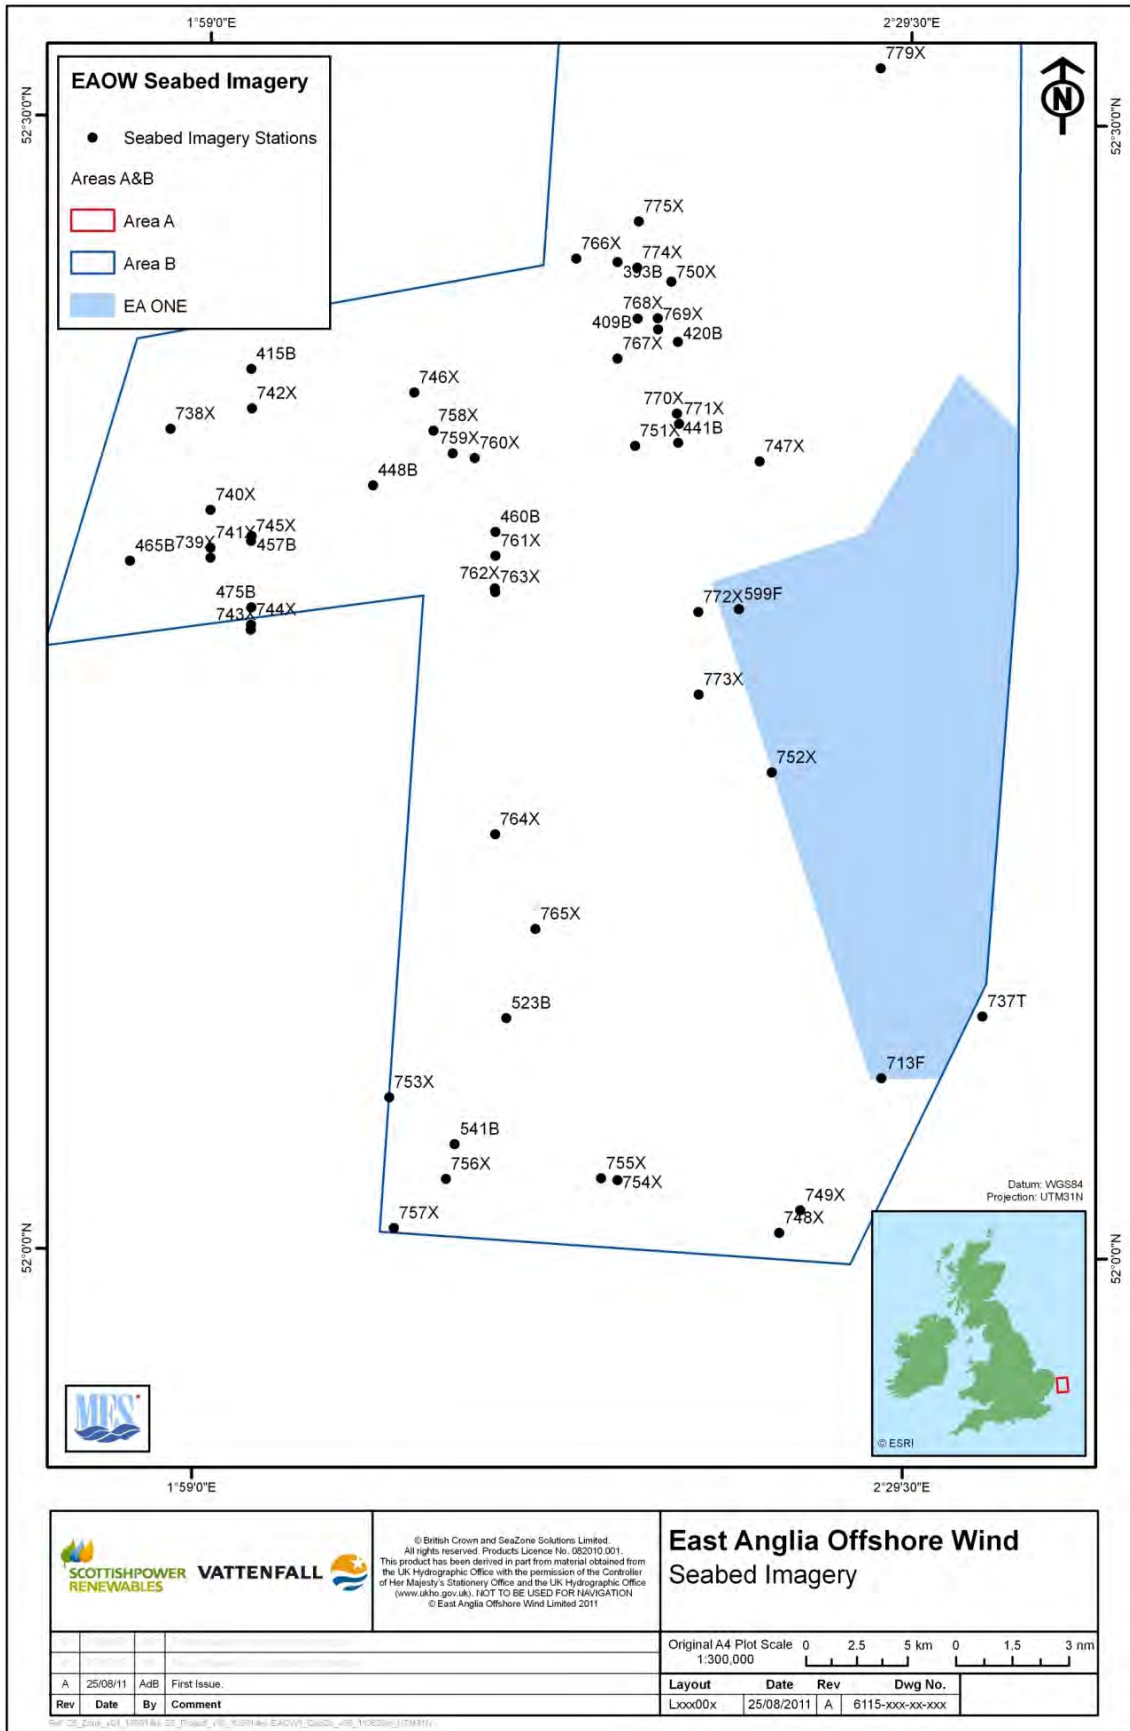 1°59'0"E
2°29'30"E
52°30'0"N
52°30'0"N
EAOW Seabed Imagery
Seabed Imagery Stations
Areas A&B
Area A
Area B
EA ONE
N
779X
775X
766X
774X
393B
750X
768X
769X
409B
420B
767X
415B
746X
742X
738X
758X
770X
771X
759X
760X
751X
441B
747X
448B
740X
460B
741X
745X
739X
457B
465B
761X
762X
763X
475B
744X
743X
772X
599F
773X
752X
764X
765X
523B
737T
713F
753X
541B
756X
755X
754X
749X
748X
757X
52°0'0"N
52°0'0"N
Datum: WGS84
Projection: UTM31N
© ESRI
MES
1°59'0"E
2°29'30"E
SCOTTISHPOWER
RENEWABLES
VATTENFALL
© British Crown and SeaZone Solutions Limited.
All rights reserved. Products Licence No. 082010.001.
This product has been derived in part from material obtained from
the UK Hydrographic Office with the permission of the Controller
of Her Majesty's Stationery Office and the UK Hydrographic Office
(www.ukho.gov.uk). NOT TO BE USED FOR NAVIGATION
© East Anglia Offshore Wind Limited 2011
East Anglia Offshore Wind
Seabed Imagery
Original A4 Plot Scale 0 2.5 5 km 0 1.5 3 nm
1:300,000
A 25/08/11 AdB First Issue.
Rev Date By Comment
Layout Date Rev Dwg No.
Lxxx00x 25/08/2011 A 6115-xxx-xx-xxx